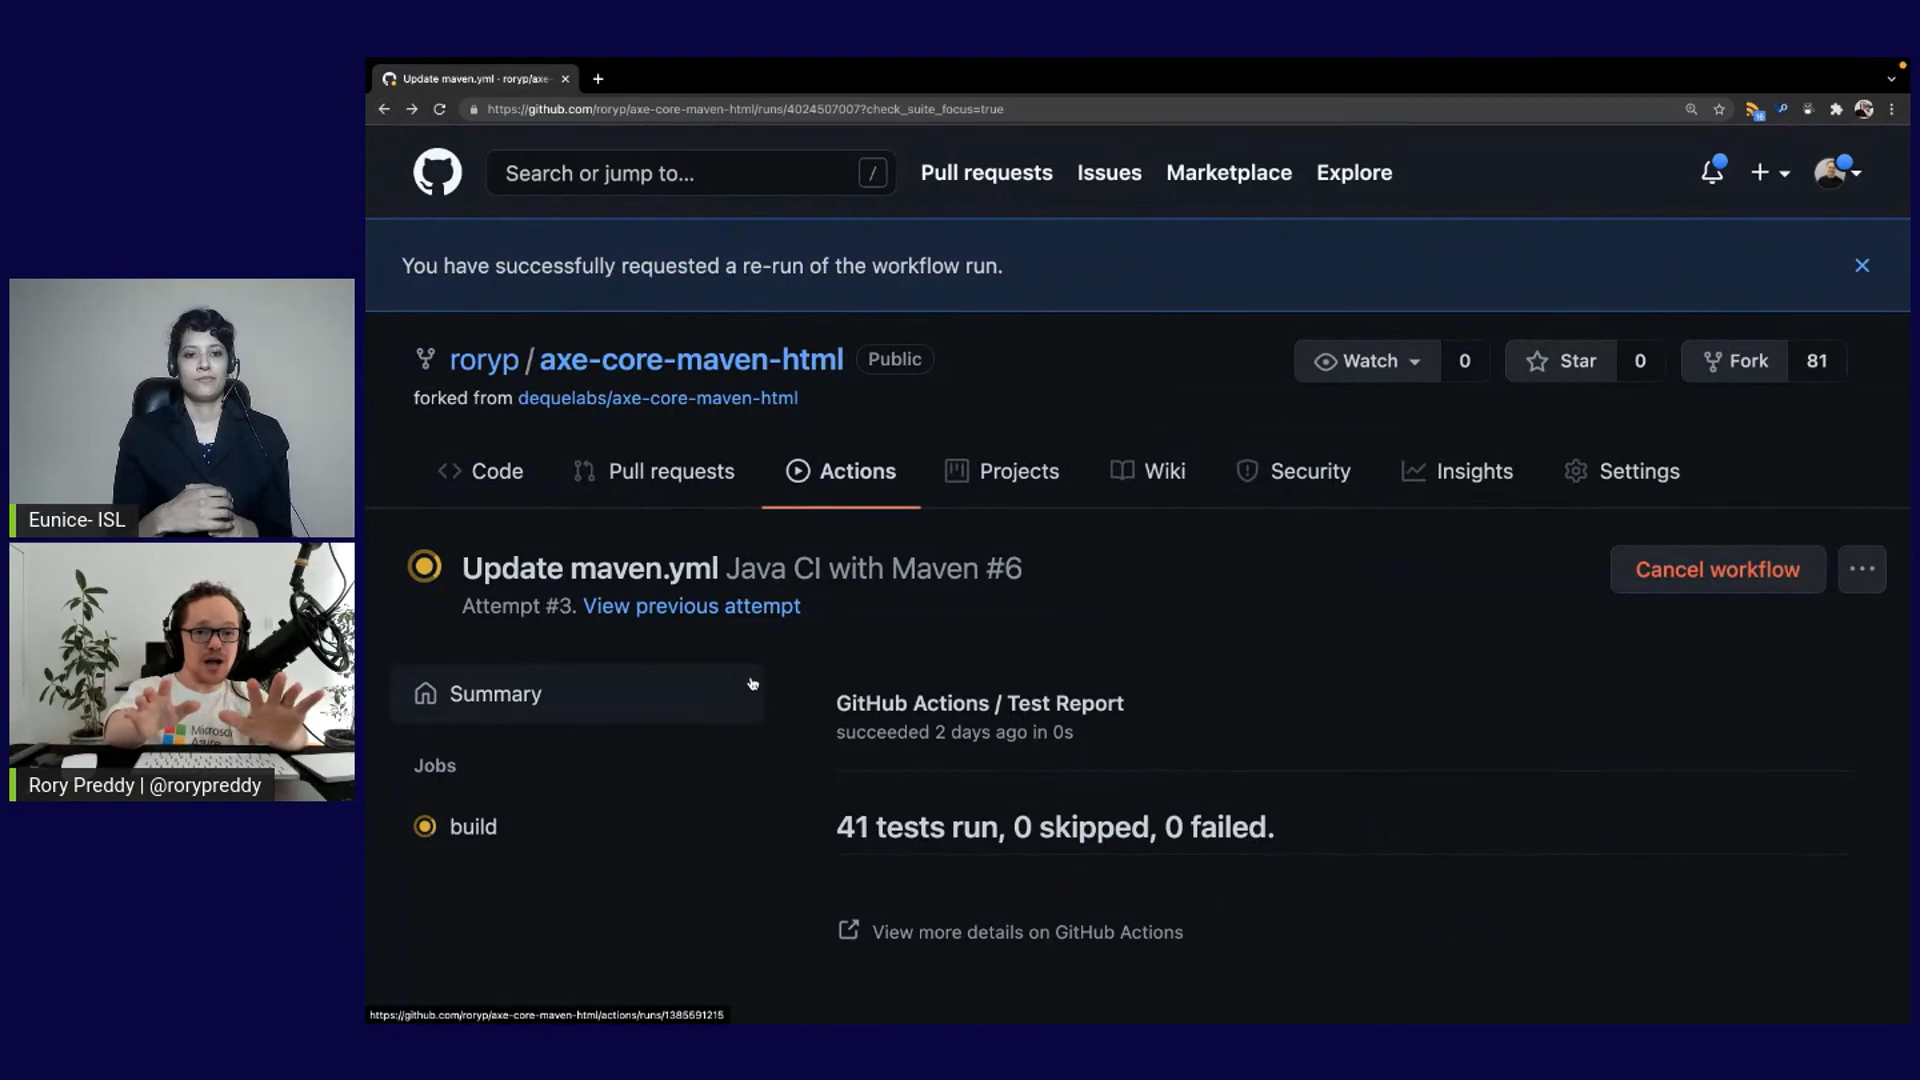 Update maven.yml · roryp/axe-
https://github.com/roryp/axe-core-maven-html/runs/4024507007?check_suite_focus=true
Search or jump to...
/
Pull requests
Issues
Marketplace
Explore
You have successfully requested a re-run of the workflow run.
roryp / axe-core-maven-html
Public
Watch
0
Star
0
Fork
81
forked from dequelabs/axe-core-maven-html
Code
Pull requests
Actions
Projects
Wiki
Security
Insights
Settings
Update maven.yml Java CI with Maven #6
Attempt #3. View previous attempt
Cancel workflow
Summary
Jobs
build
GitHub Actions / Test Report
succeeded 2 days ago in 0s
41 tests run, 0 skipped, 0 failed.
View more details on GitHub Actions
https://github.com/roryp/axe-core-maven-html/actions/runs/1385591215
Eunice- ISL
Microso
Azure
Rory Preddy | @rorypreddy